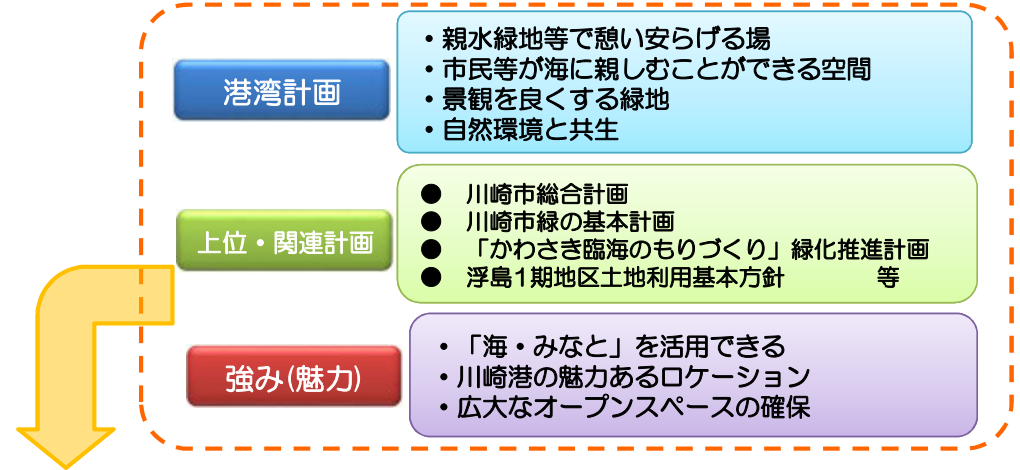 港湾計画
・親水緑地等で憩い安らげる場
・市民等が海に親しむことができる空間
・景観を良くする緑地
・自然環境と共生
上位・関連計画
● 川崎市総合計画
● 川崎市緑の基本計画
● 「かわさき臨海のもりづくり」緑化推進計画
● 浮島1期地区土地利用基本方針 等
強み(魅力)
・「海・みなと」を活用できる
・川崎港の魅力あるロケーション
・広大なオープンスペースの確保